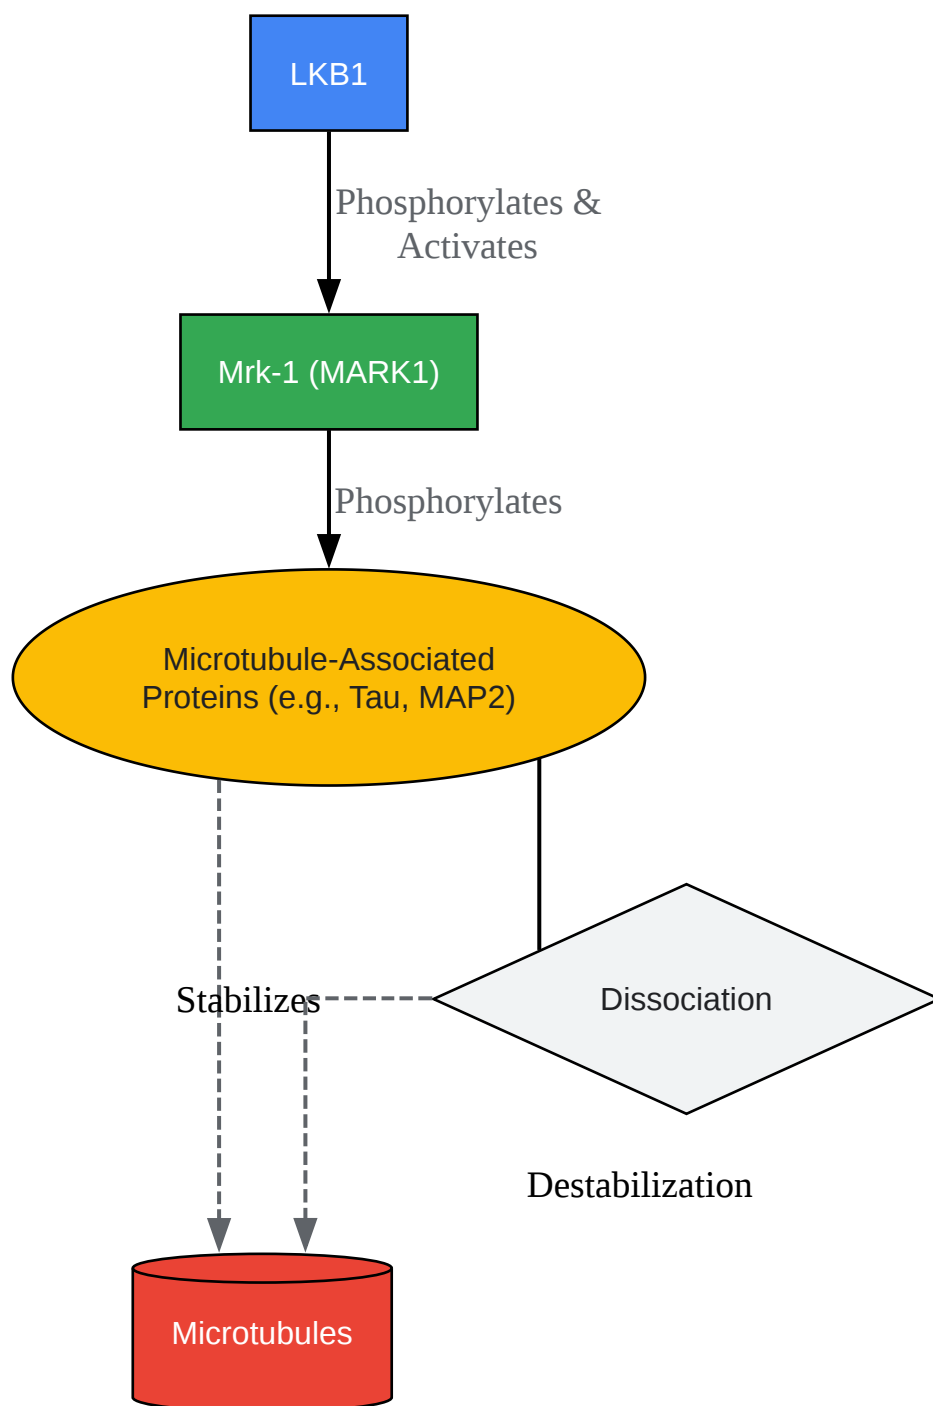 LKB1
Phosphorylates &
Activates
Mrk-1 (MARK1)
Phosphorylates
Microtubule-Associated
Proteins (e.g., Tau, MAP2)
Stabilizes
Dissociation
Destabilization
Microtubules